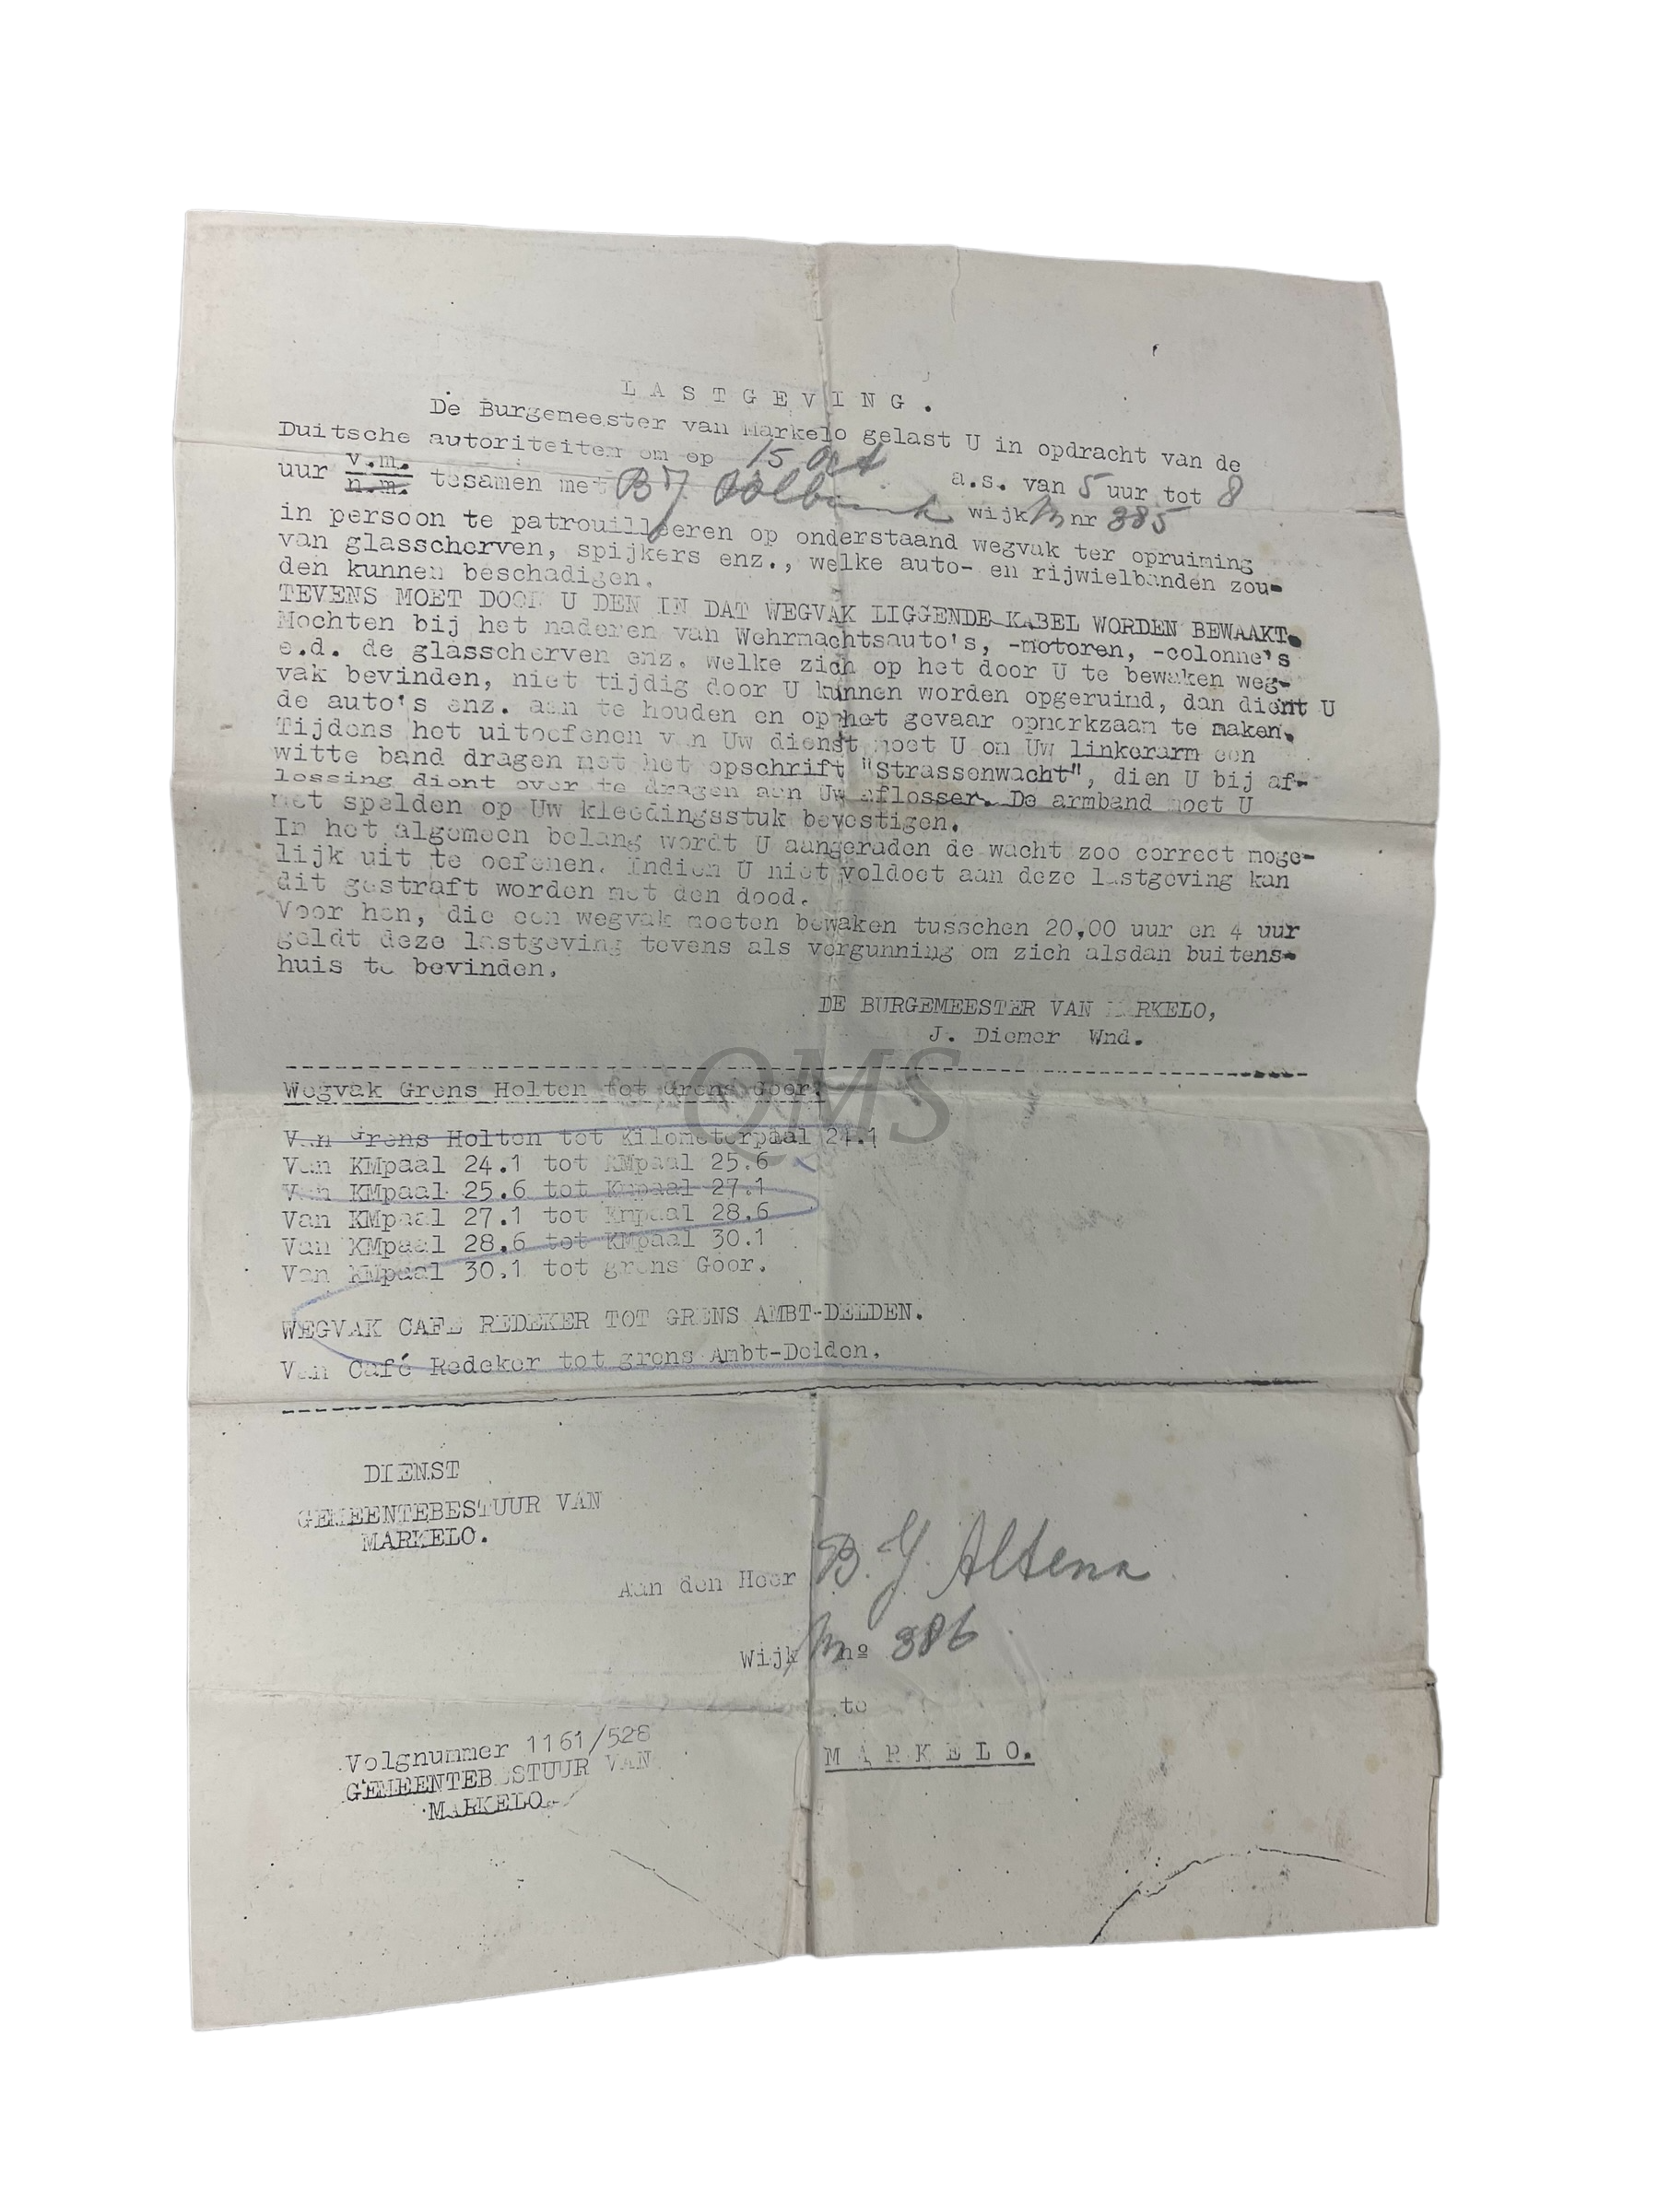 LASTGEVING.
De Burgemeester van Markelo gelast U in opdracht van de
Duitsche autoriteiten om op 15 Oct a.s. van 5 uur tot 8
uur v.m. n.m. tesamen met B J wijk nr 385
in persoon te patrouilleeren op onderstaand wegvak ter opruiming
van glasscherven, spijkers enz., welke auto- en rijwielbanden zou-
den kunnen beschadigen.
TEVENS MOET DOOR U DEN IN DAT WEGVAK LIGGENDE KABEL WORDEN BEWAAKT.
Mochten bij het naderen van Wehrmachtsauto's, -motoren, -colonne's
e.d. de glasscherven enz. welke zich op het door U te bewaken weg-
vak bevinden, niet tijdig door U kunnen worden opgeruimd, dan dient U
de auto's enz. aan te houden en op het gevaar opmerkzaam te maken.
Tijdens het uitoefenen van Uw dienst moet U om Uw linkerarm een
witte band dragen met het opschrift "Strassenwacht", dien U bij af-
lossing dient over te dragen aan Uw aflosser. De armband moet U
met spelden op Uw kleedingsstuk bevestigen.
In het algemeen belang wordt U aangeraden de wacht zoo correct moge-
lijk uit te oefenen. Indien U niet voldoet aan deze lastgeving kan
dit gestraft worden met den dood.
Voor hen, die een wegvak moeten bewaken tusschen 20,00 uur en 4 uur
geldt deze lastgeving tevens als vergunning om zich alsdan buitens-
huis te bevinden.
DE BURGEMEESTER VAN MARKELO,
J. Diemer Wnd.
Wegvak Grens Holten tot Grens Goor.
Van Grens Holten tot Kilometerpaal 24.1
Van KMpaal 24.1 tot KMpaal 25.6
Van KMpaal 25.6 tot Kmpaal 27.1
Van KMpaal 27.1 tot Kmpaal 28.6
Van KMpaal 28.6 tot KMpaal 30.1
Van KMpaal 30.1 tot grens Goor.
WEGVAK CAFE REDEKER TOT GRENS AMBT-DELDEN.
Van Café Redeker tot grens Ambt-Delden.
DIENST
GEMEENTEBESTUUR VAN
MARKELO.
Aan den Heer B. J. Altena
Wijk nº 386
te
MARKELO.
Volgnummer 1161/528
GEMEENTEBESTUUR VAN
MARKELO.
QMS